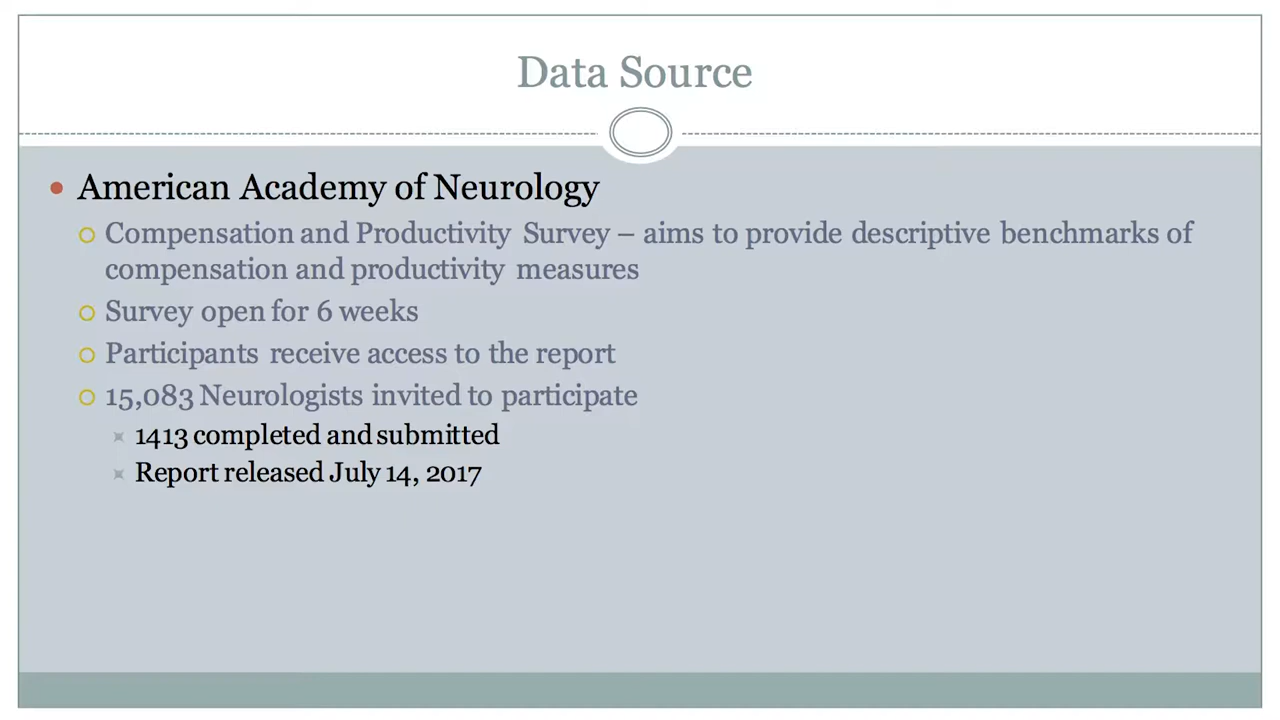 Data Source
American Academy of Neurology
Compensation and Productivity Survey – aims to provide descriptive benchmarks of
compensation and productivity measures
Survey open for 6 weeks
Participants receive access to the report
15,083 Neurologists invited to participate
1413 completed and submitted
Report released July 14, 2017